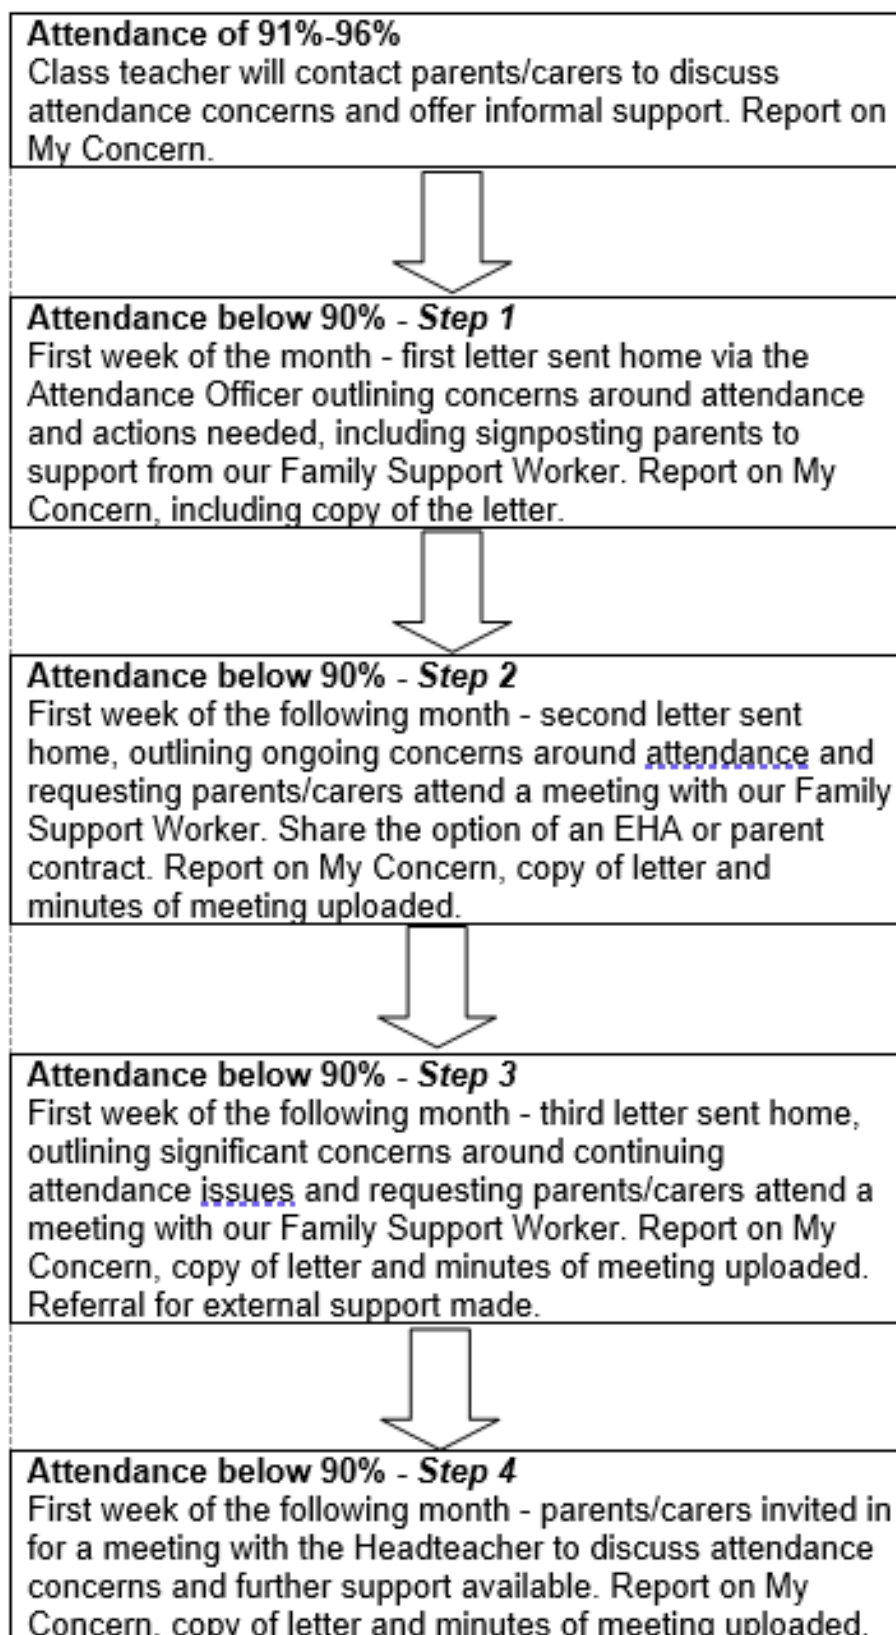 Attendance of 91%-96%
Class teacher will contact parents/carers to discuss
attendance concerns and offer informal support. Report on
My Concern.
Attendance below 90% - Step 1
First week of the month - first letter sent home via the
Attendance Officer outlining concerns around attendance
and actions needed, including signposting parents to
support from our Family Support Worker. Report on My
Concern, including copy of the letter.
Attendance below 90% - Step 2
First week of the following month - second letter sent
home, outlining ongoing concerns around attendance and
requesting parents/carers attend a meeting with our Family
Support Worker. Share the option of an EHA or parent
contract. Report on My Concern, copy of letter and
minutes of meeting uploaded.
Attendance below 90% - Step 3
First week of the following month - third letter sent home,
outlining significant concerns around continuing
attendance issues and requesting parents/carers attend a
meeting with our Family Support Worker. Report on My
Concern, copy of letter and minutes of meeting uploaded.
Referral for external support made.
Attendance below 90% - Step 4
First week of the following month - parents/carers invited in
for a meeting with the Headteacher to discuss attendance
concerns and further support available. Report on My
Concern, copy of letter and minutes of meeting uploaded.